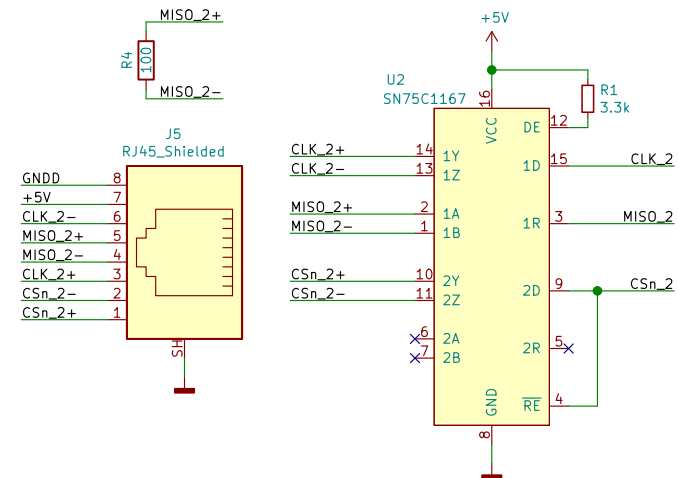 MISO_2+
R4
100
MISO_2-
J5
RJ45_Shielded
GNDD 8
+5V 7
CLK_2- 6
MISO_2+ 5
MISO_2- 4
CLK_2+ 3
CSn_2- 2
CSn_2+ 1
SH
+5V
U2
SN75C1167
16
VCC
R1
3.3k
DE 12
CLK_2+ 14 1Y
1D 15 CLK_2
CLK_2- 13 1Z
MISO_2+ 2 1A
1R 3 MISO_2
MISO_2- 1 1B
CSn_2+ 10 2Y
2D 9 CSn_2
CSn_2- 11 2Z
6 2A
2R 5
7 2B
RE 4
GND
8